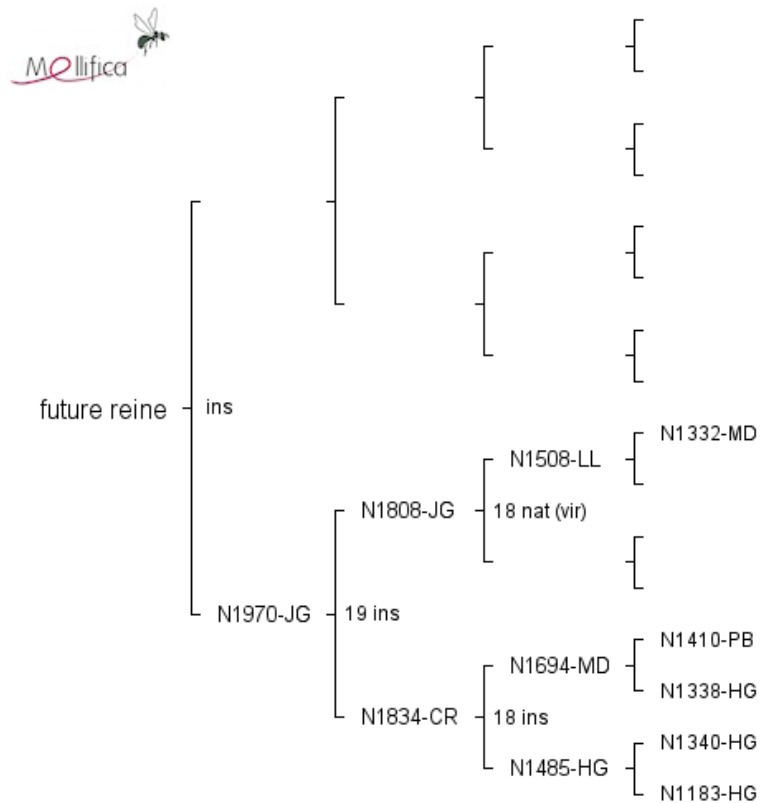 Mellifica
future reine
ins
N1970-JG
19 ins
N1808-JG
18 nat (vir)
N1834-CR
18 ins
N1508-LL
N1694-MD
N1485-HG
N1332-MD
N1410-PB
N1338-HG
N1340-HG
N1183-HG